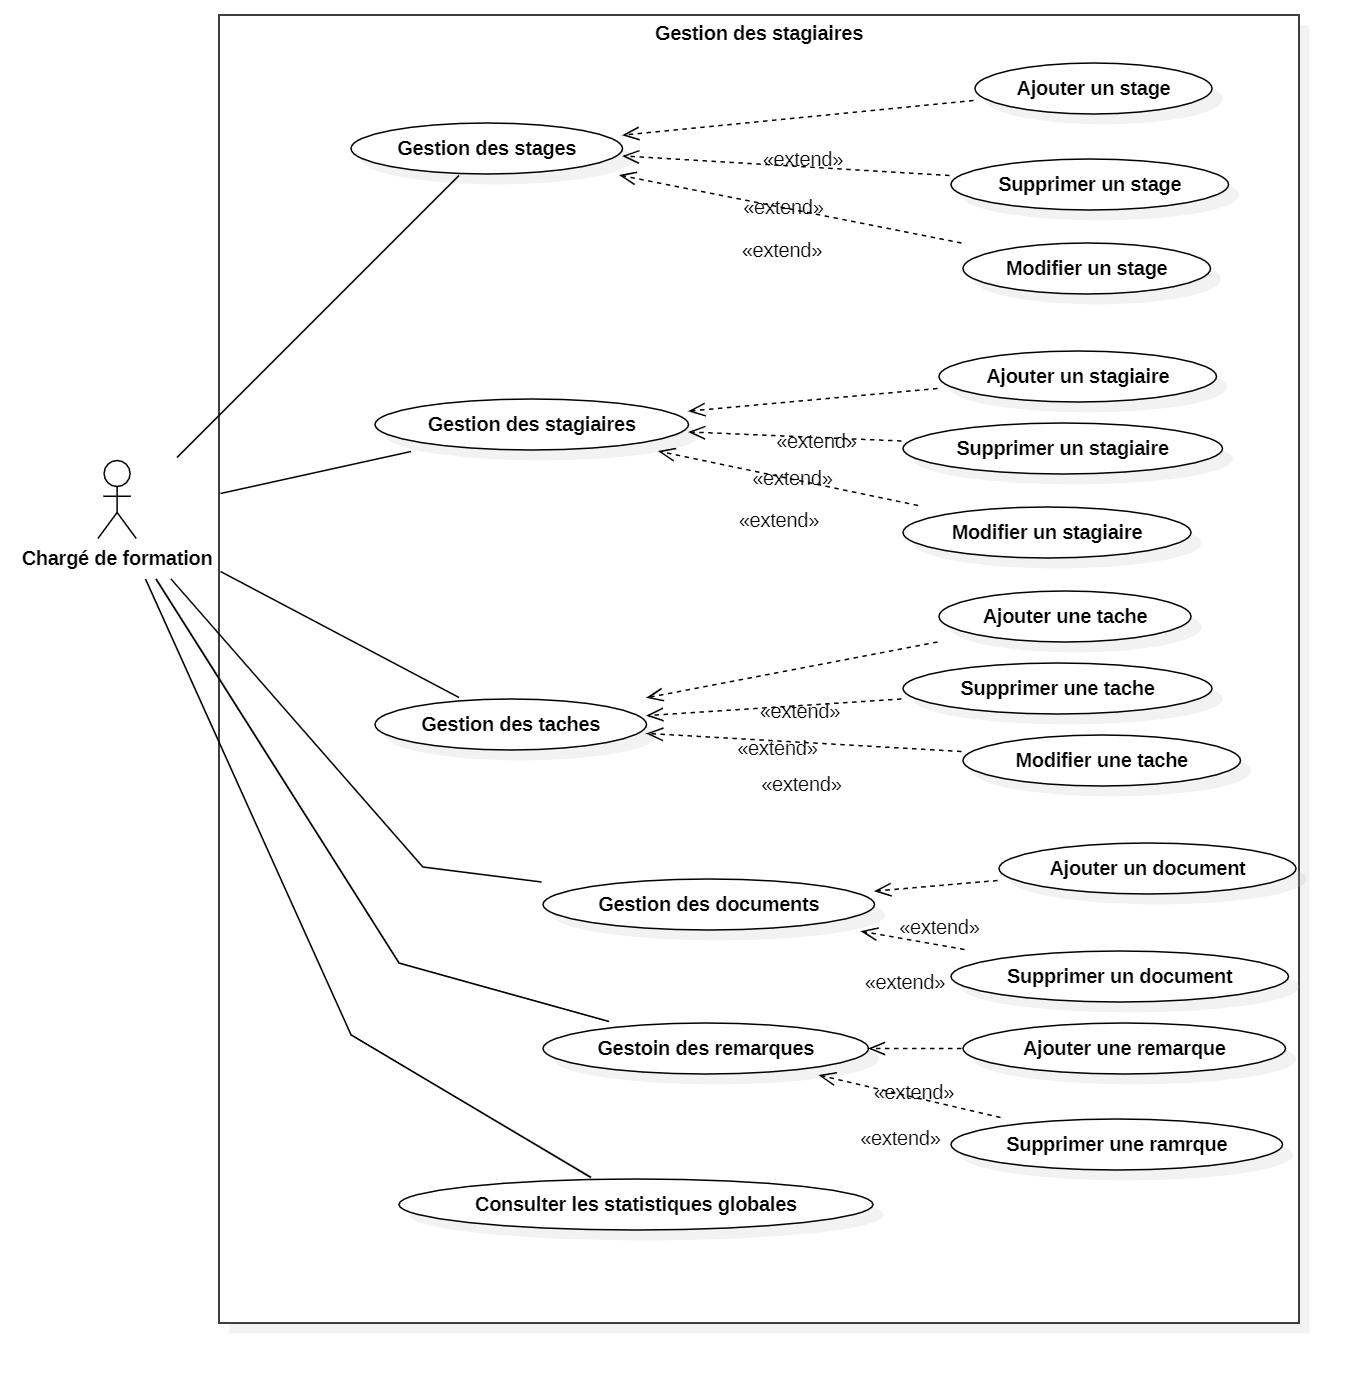 Gestion des stagiaires
Ajouter un stage
Gestion des stages
«extend»
Supprimer un stage
«extend»
«extend»
Modifier un stage
Ajouter un stagiaire
Gestion des stagiaires
«extend»
Supprimer un stagiaire
«extend»
«extend»
Modifier un stagiaire
Chargé de formation
Ajouter une tache
Supprimer une tache
«extend»
Gestion des taches
«extend»
Modifier une tache
«extend»
Ajouter un document
Gestion des documents
«extend»
Supprimer un document
«extend»
Gestoin des remarques
Ajouter une remarque
«extend»
«extend»
Supprimer une ramrque
Consulter les statistiques globales